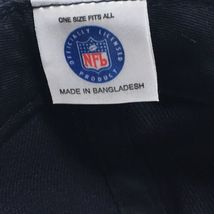 ONE SIZE FITS ALL
OFFICIALLY LICENSED
NFL
PRODUCT
MADE IN BANGLADESH